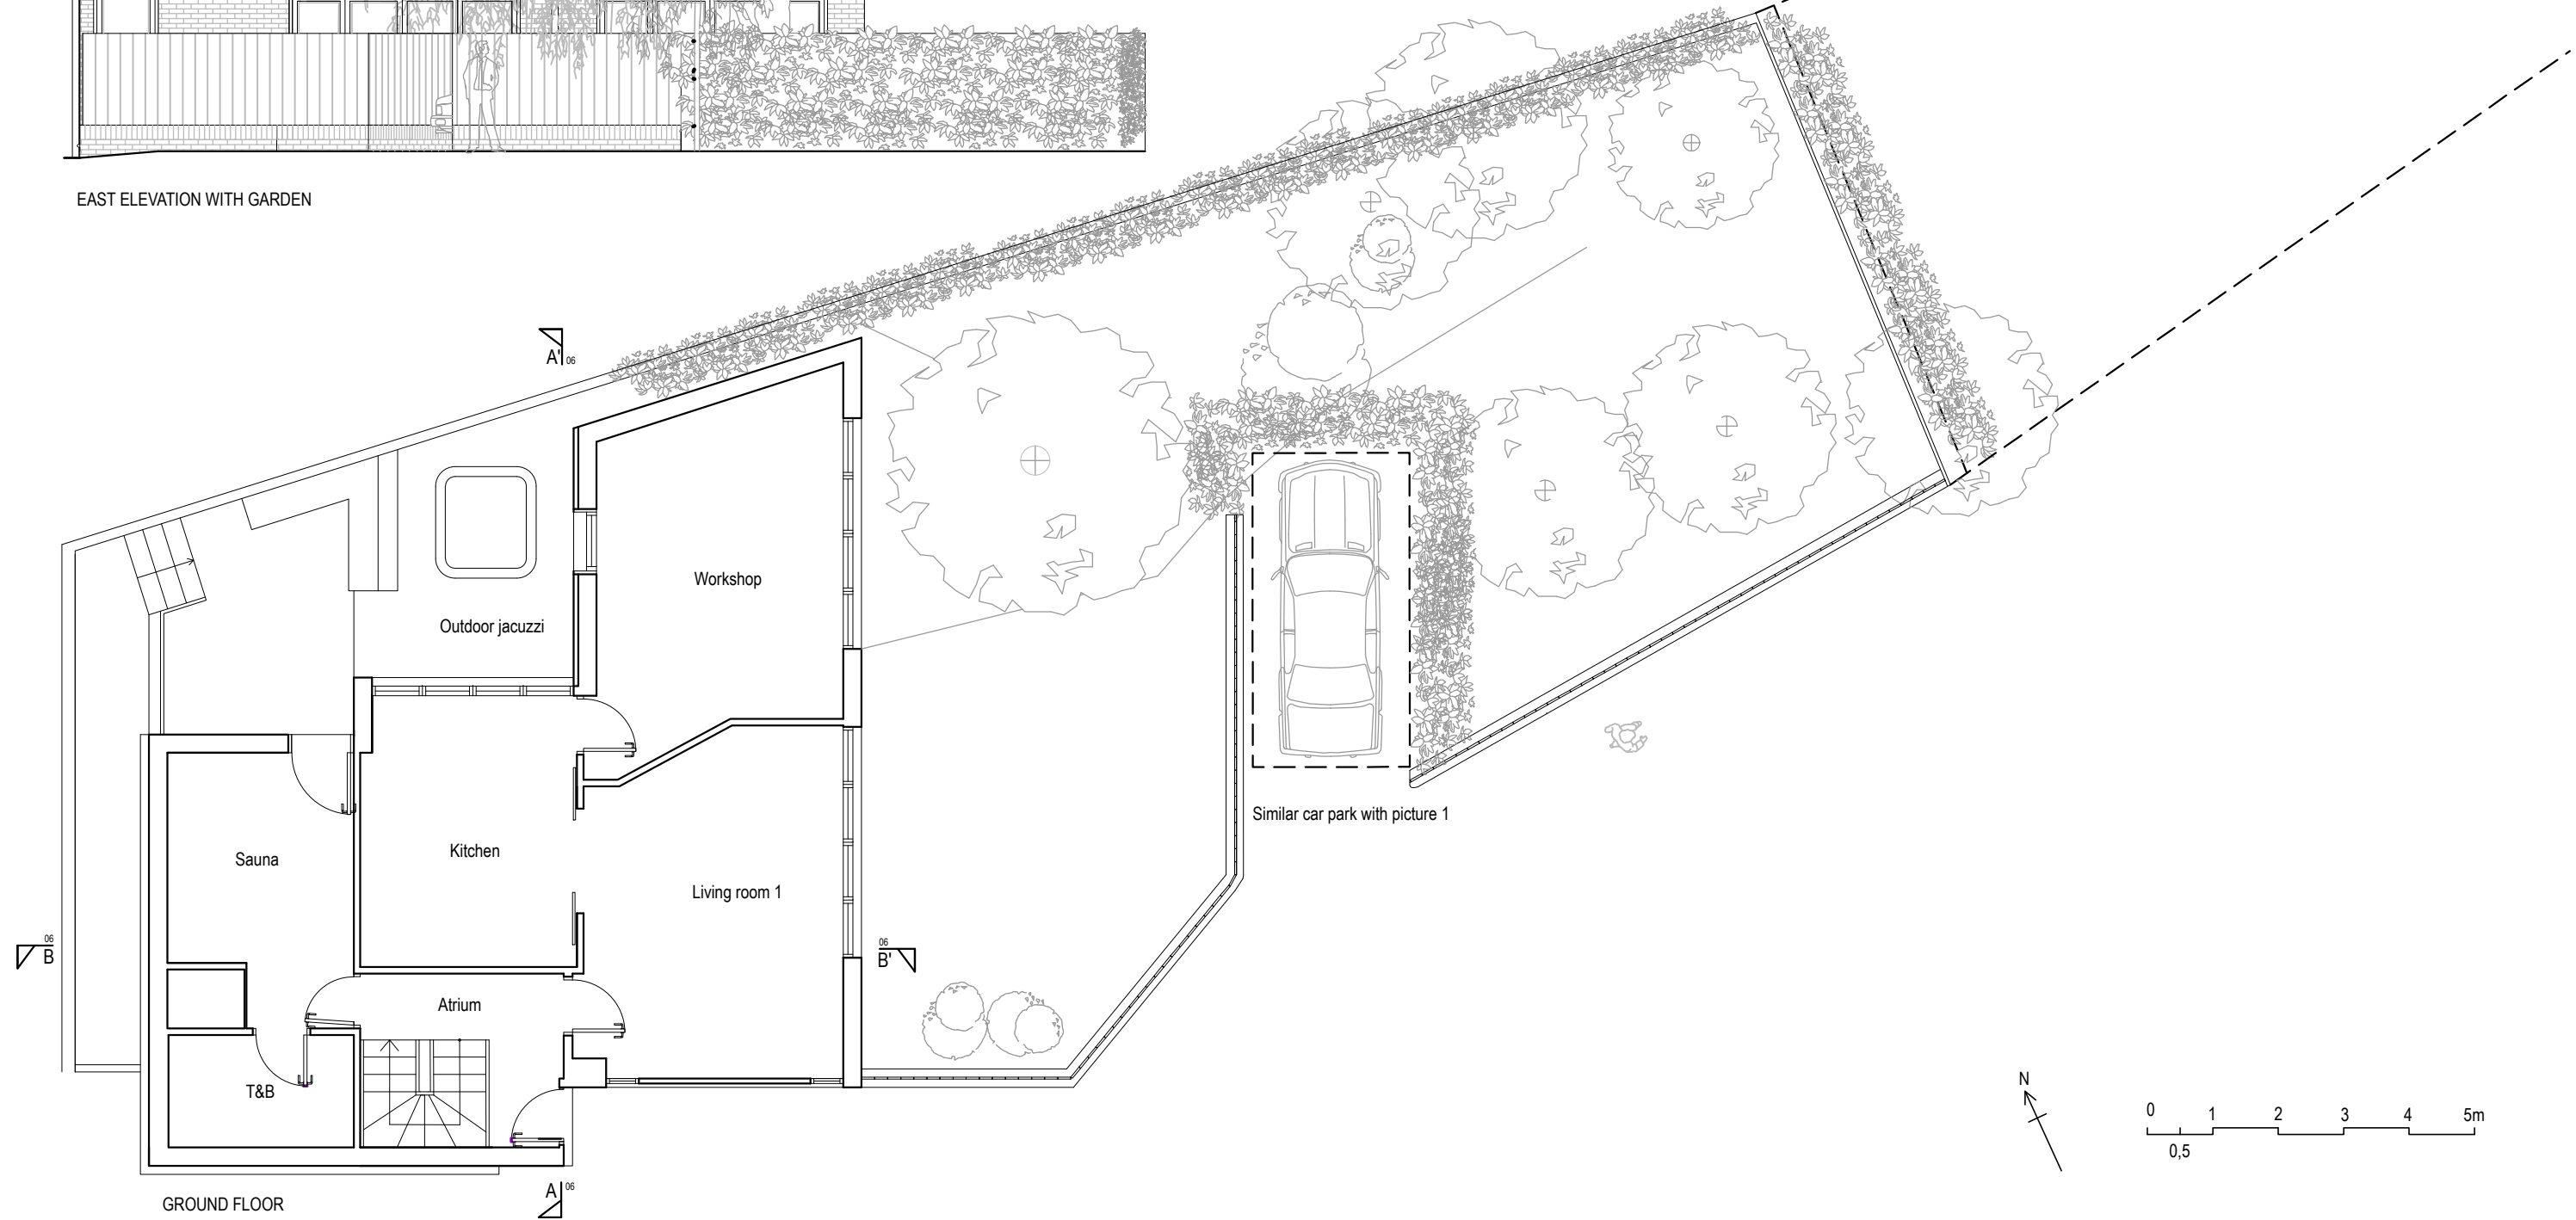 EAST ELEVATION WITH GARDEN
A' 06
Workshop
Outdoor jacuzzi
Similar car park with picture 1
Kitchen
Sauna
Living room 1
06
B
06
B'
Atrium
T&B
N
0 1 2 3 4 5m
0,5
A 06
GROUND FLOOR